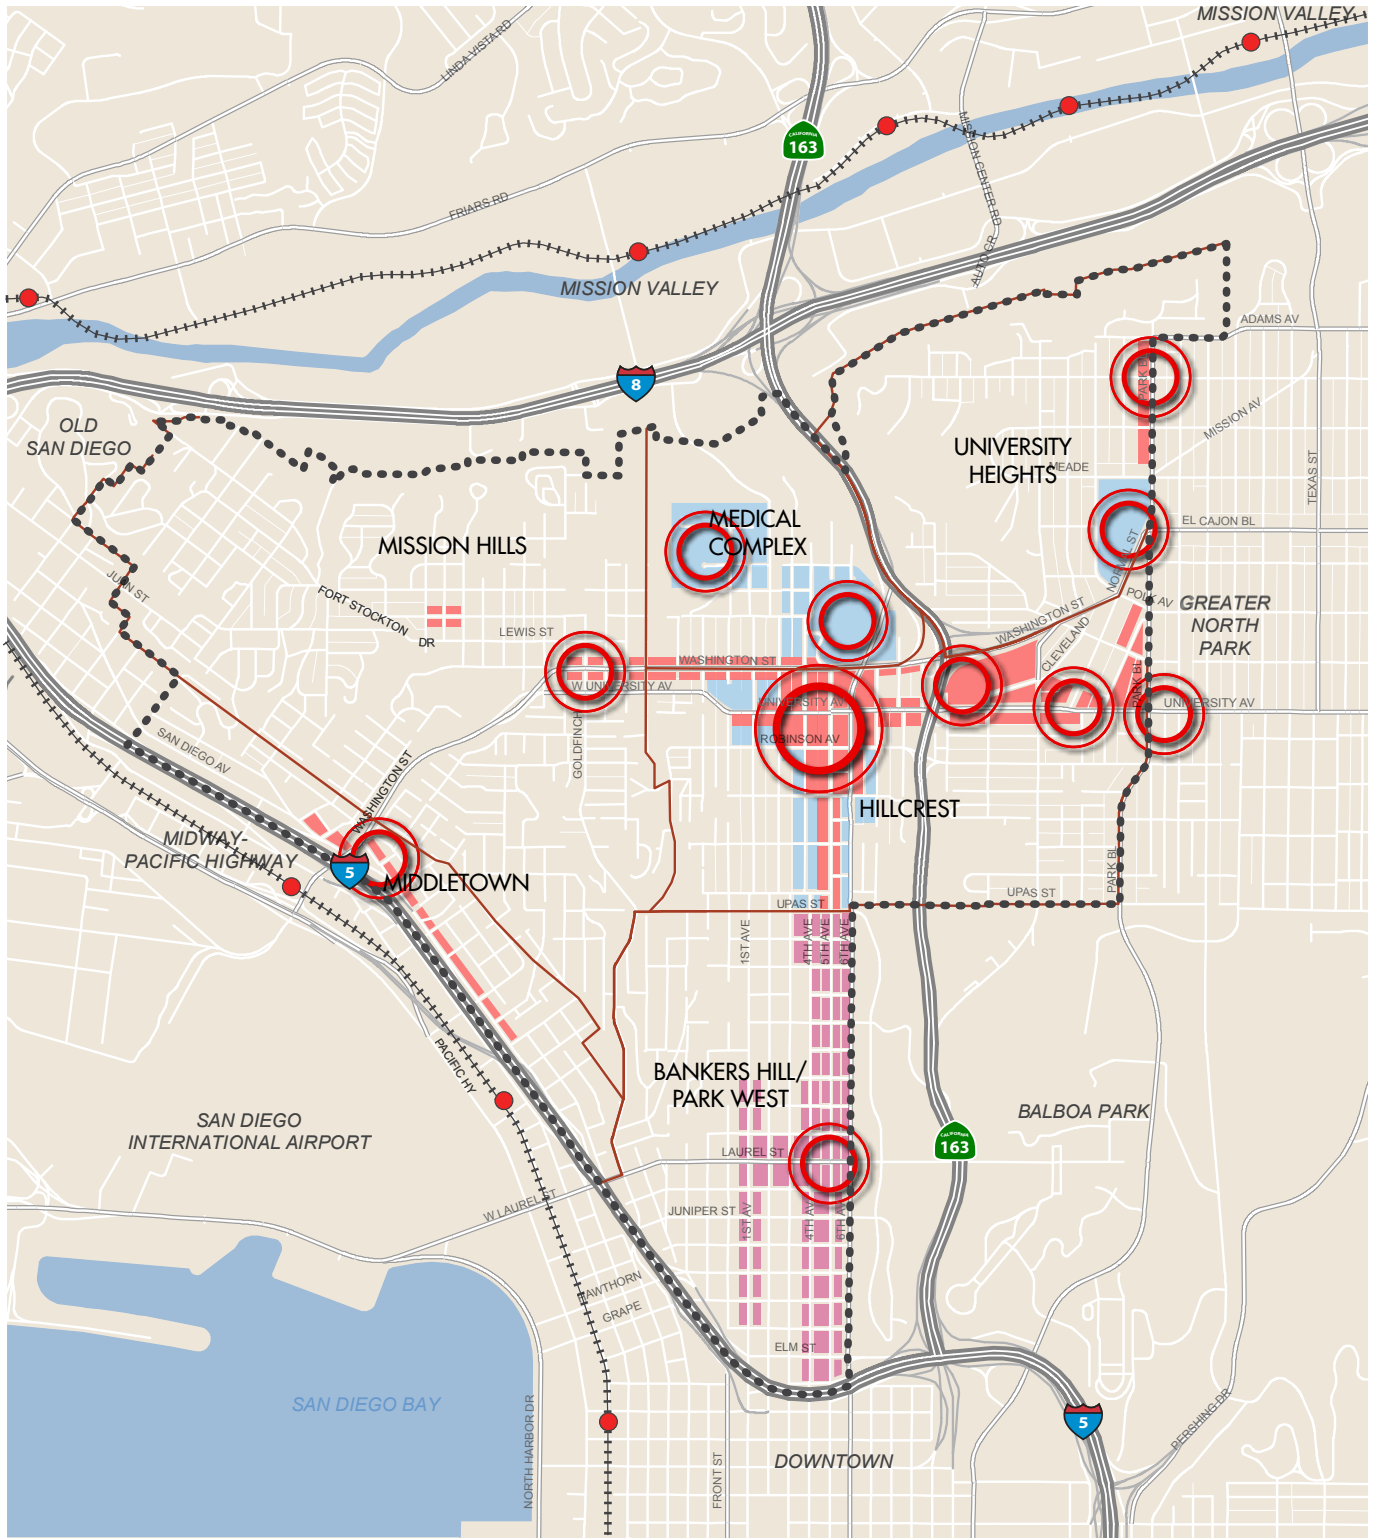 MISSION VALLEY
LINDA VISTA RD
CALIFORNIA
163
MISSION CENTER RD
FRIARS RD
AUTO CR
MISSION VALLEY
ADAMS AV
8
PARK BL
MISSION AV
OLD
SAN DIEGO
UNIVERSITY
HEIGHTS
MEADE
TEXAS ST
MEDICAL
COMPLEX
EL CAJON BL
MISSION HILLS
NORMAL ST
JUAN ST
FORT STOCKTON
DR
POLK AV
GREATER
NORTH
PARK
WASHINGTON ST
CLEVELAND
LEWIS ST
WASHINGTON ST
W UNIVERSITY AV
UNIVERSITY AV
PARK BL
UNIVERSITY AV
GOLDFINCH
ROBINSON AV
SAN DIEGO AV
WASHINGTON ST
HILLCREST
MIDWAY-
PACIFIC HIGHWAY
5
MIDDLETOWN
PARK BL
UPAS ST
UPAS ST
1ST AVE
4TH AVE
5TH AVE
6TH AVE
PACIFIC HY
BANKERS HILL/
PARK WEST
SAN DIEGO
INTERNATIONAL AIRPORT
BALBOA PARK
CALIFORNIA
163
LAUREL ST
W LAUREL ST
JUNIPER ST
1ST AV
4TH AV
6TH AV
HAWTHORN
GRAPE
ELM ST
SAN DIEGO BAY
NORTH HARBOR DR
FRONT ST
DOWNTOWN
5
PERSHING DR